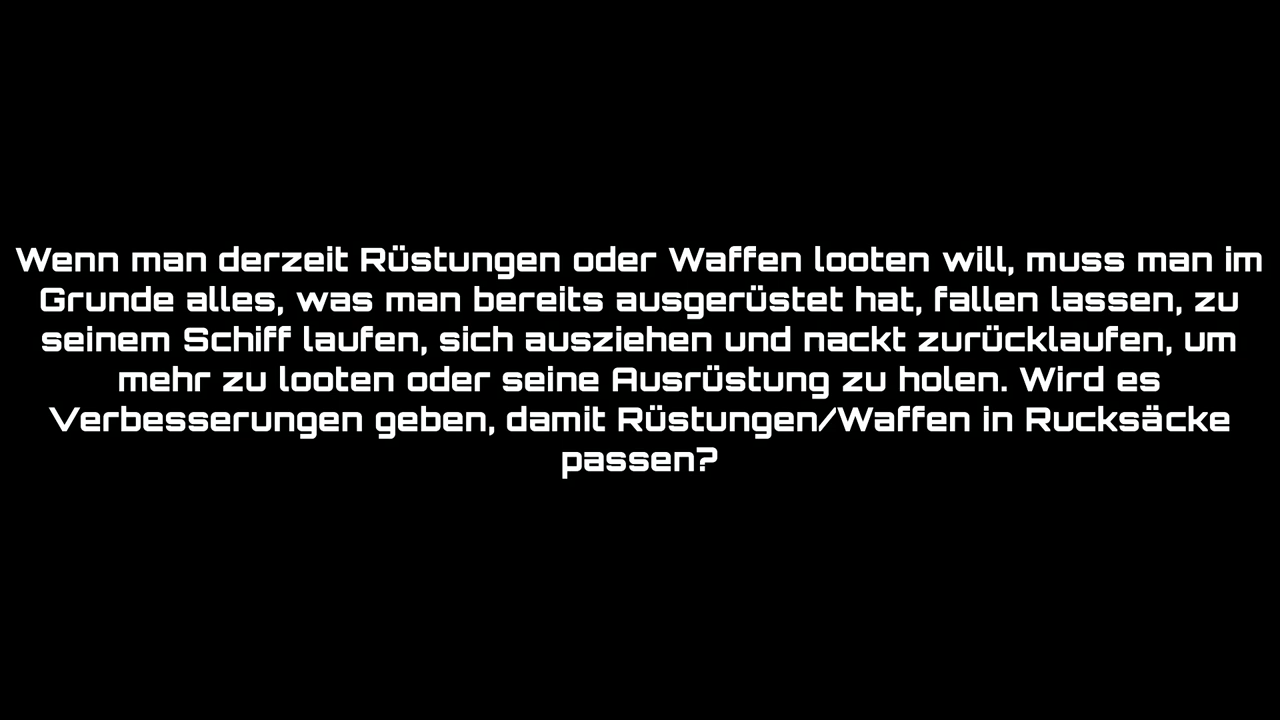 Wenn man derzeit Rüstungen oder Waffen looten will, muss man im
Grunde alles, was man bereits ausgerüstet hat, fallen lassen, zu
seinem Schiff laufen, sich ausziehen und nackt zurücklaufen, um
mehr zu looten oder seine Ausrüstung zu holen. Wird es
Verbesserungen geben, damit Rüstungen/Waffen in Rucksäcke
passen?